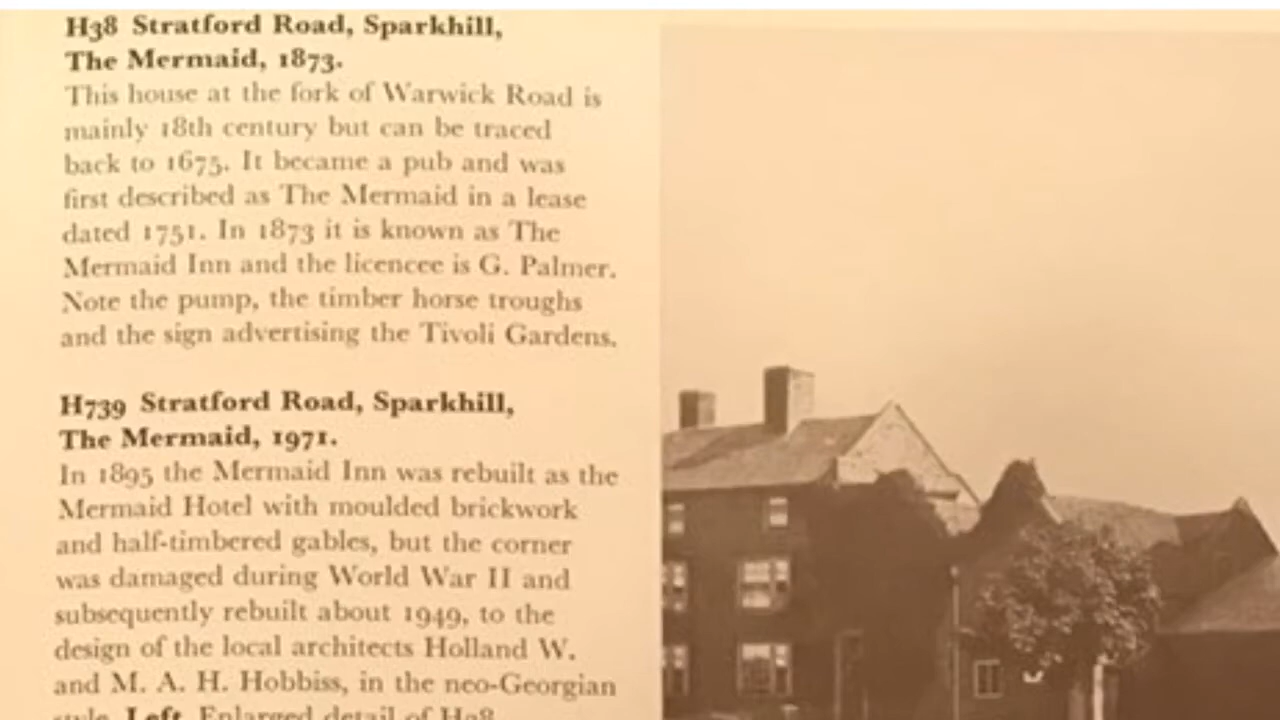 H38 Stratford Road, Sparkhill,
The Mermaid, 1873.
This house at the fork of Warwick Road is
mainly 18th century but can be traced
back to 1675. It became a pub and was
first described as The Mermaid in a lease
dated 1751. In 1873 it is known as The
Mermaid Inn and the licencee is G. Palmer.
Note the pump, the timber horse troughs
and the sign advertising the Tivoli Gardens.
H739 Stratford Road, Sparkhill,
The Mermaid, 1971.
In 1895 the Mermaid Inn was rebuilt as the
Mermaid Hotel with moulded brickwork
and half-timbered gables, but the corner
was damaged during World War II and
subsequently rebuilt about 1949, to the
design of the local architects Holland W.
and M. A. H. Hobbiss, in the neo-Georgian
style. Left. Enlarged detail of H38